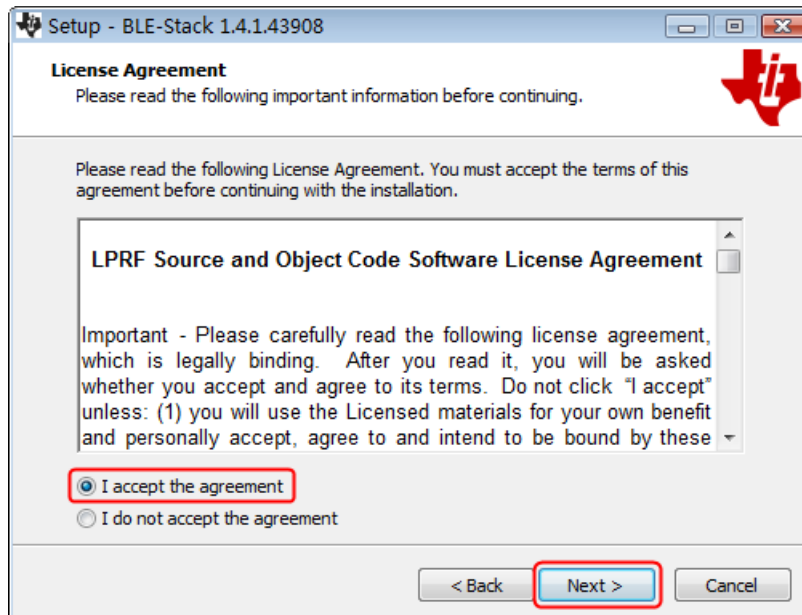 Setup - BLE-Stack 1.4.1.43908
License Agreement
Please read the following important information before continuing.
Please read the following License Agreement. You must accept the terms of this
agreement before continuing with the installation.
LPRF Source and Object Code Software License Agreement
Important - Please carefully read the following license agreement,
which is legally binding. After you read it, you will be asked
whether you accept and agree to its terms. Do not click “I accept”
unless: (1) you will use the Licensed materials for your own benefit
and personally accept, agree to and intend to be bound by these
I accept the agreement
I do not accept the agreement
< Back Next > Cancel